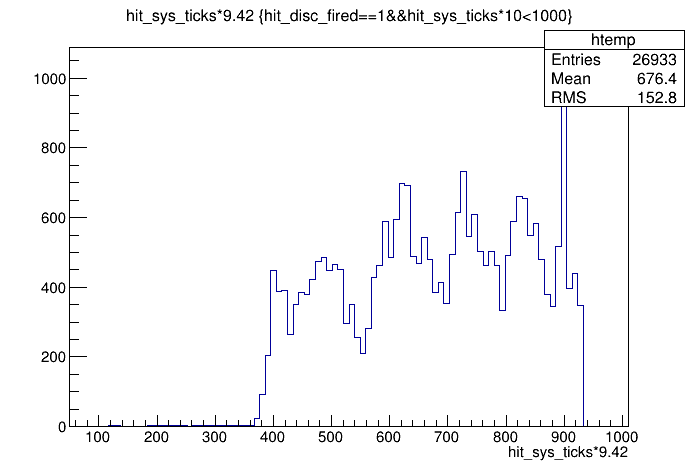 hit_sys_ticks*9.42 {hit_disc_fired==1&&hit_sys_ticks*10<1000}
htemp
Entries 26933
Mean 676.4
RMS 152.8
1000
800
600
400
200
0
100 200 300 400 500 600 700 800 900 1000
hit_sys_ticks*9.42